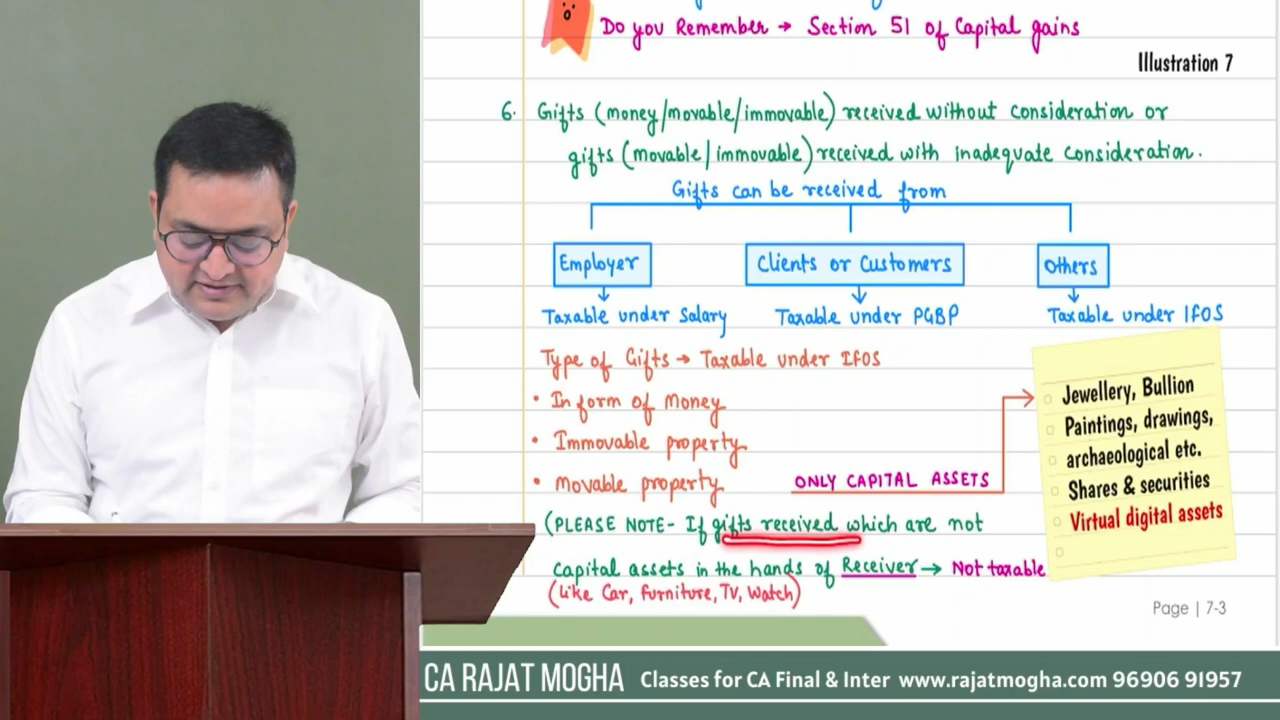 Do you Remember → Section 51 of Capital gains
Illustration 7
6. Gifts (money/movable/immovable) received without consideration or
gifts (movable/immovable) received with inadequate consideration.
Gifts can be received from
Employer
Clients or Customers
Others
Taxable under Salary
Taxable under PGBP
Taxable under IFOS
Type of Gifts → Taxable under IFOS
• In form of Money
• Immovable property
• Movable property
ONLY CAPITAL ASSETS
Jewellery, Bullion
Paintings, drawings,
archaeological etc.
Shares & securities
Virtual digital assets
(PLEASE NOTE- If gifts received which are not
capital assets in the hands of Receiver → Not taxable
(Like Car, Furniture, TV, Watch)
Page | 7-3
CA RAJAT MOGHA Classes for CA Final & Inter www.rajatmogha.com 96906 91957